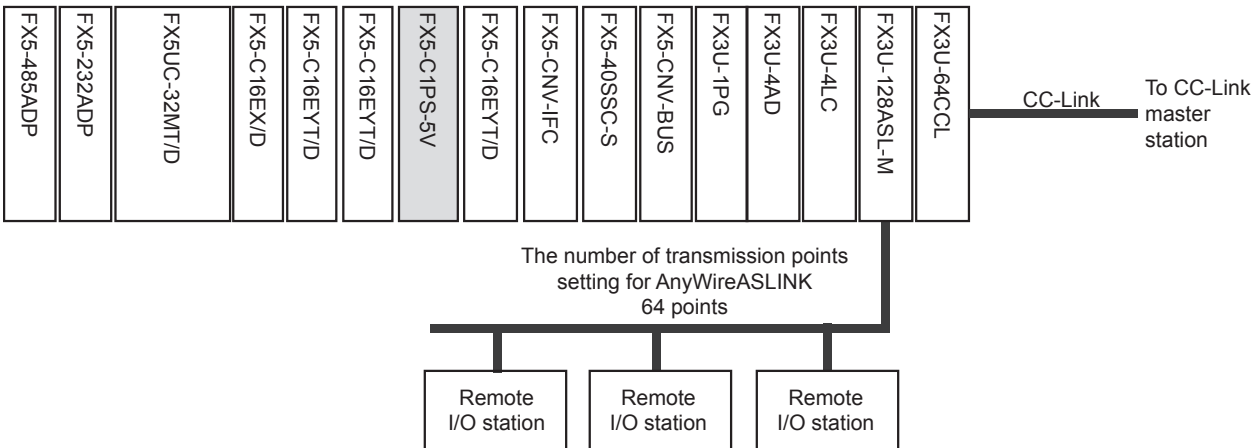 FX5-485ADP
FX5-232ADP
FX5UC-32MT/D
FX5-C16EX/D
FX5-C16EYT/D
FX5-C16EYT/D
FX5-C1PS-5V
FX5-C16EYT/D
FX5-CNV-IFC
FX5-40SSC-S
FX5-CNV-BUS
FX3U-1PG
FX3U-4AD
FX3U-4LC
FX3U-128ASL-M
FX3U-64CCL
CC-Link
To CC-Link
master
station
The number of transmission points
setting for AnyWireASLINK
64 points
Remote
I/O station
Remote
I/O station
Remote
I/O station